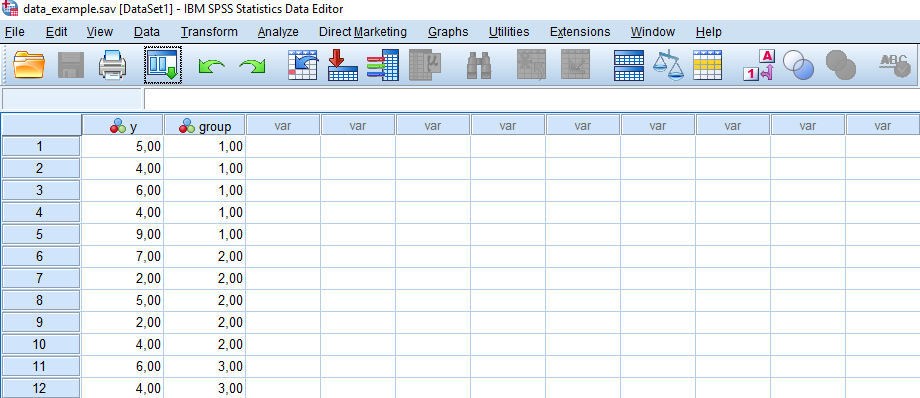 data_example.sav [DataSet1] - IBM SPSS Statistics Data Editor
File Edit View Data Transform Analyze Direct Marketing Graphs Utilities Extensions Window Help
A
1
ABC
y group var var var var var var var var var
1 5,00 1,00
2 4,00 1,00
3 6,00 1,00
4 4,00 1,00
5 9,00 1,00
6 7,00 2,00
7 2,00 2,00
8 5,00 2,00
9 2,00 2,00
10 4,00 2,00
11 6,00 3,00
12 4,00 3,00